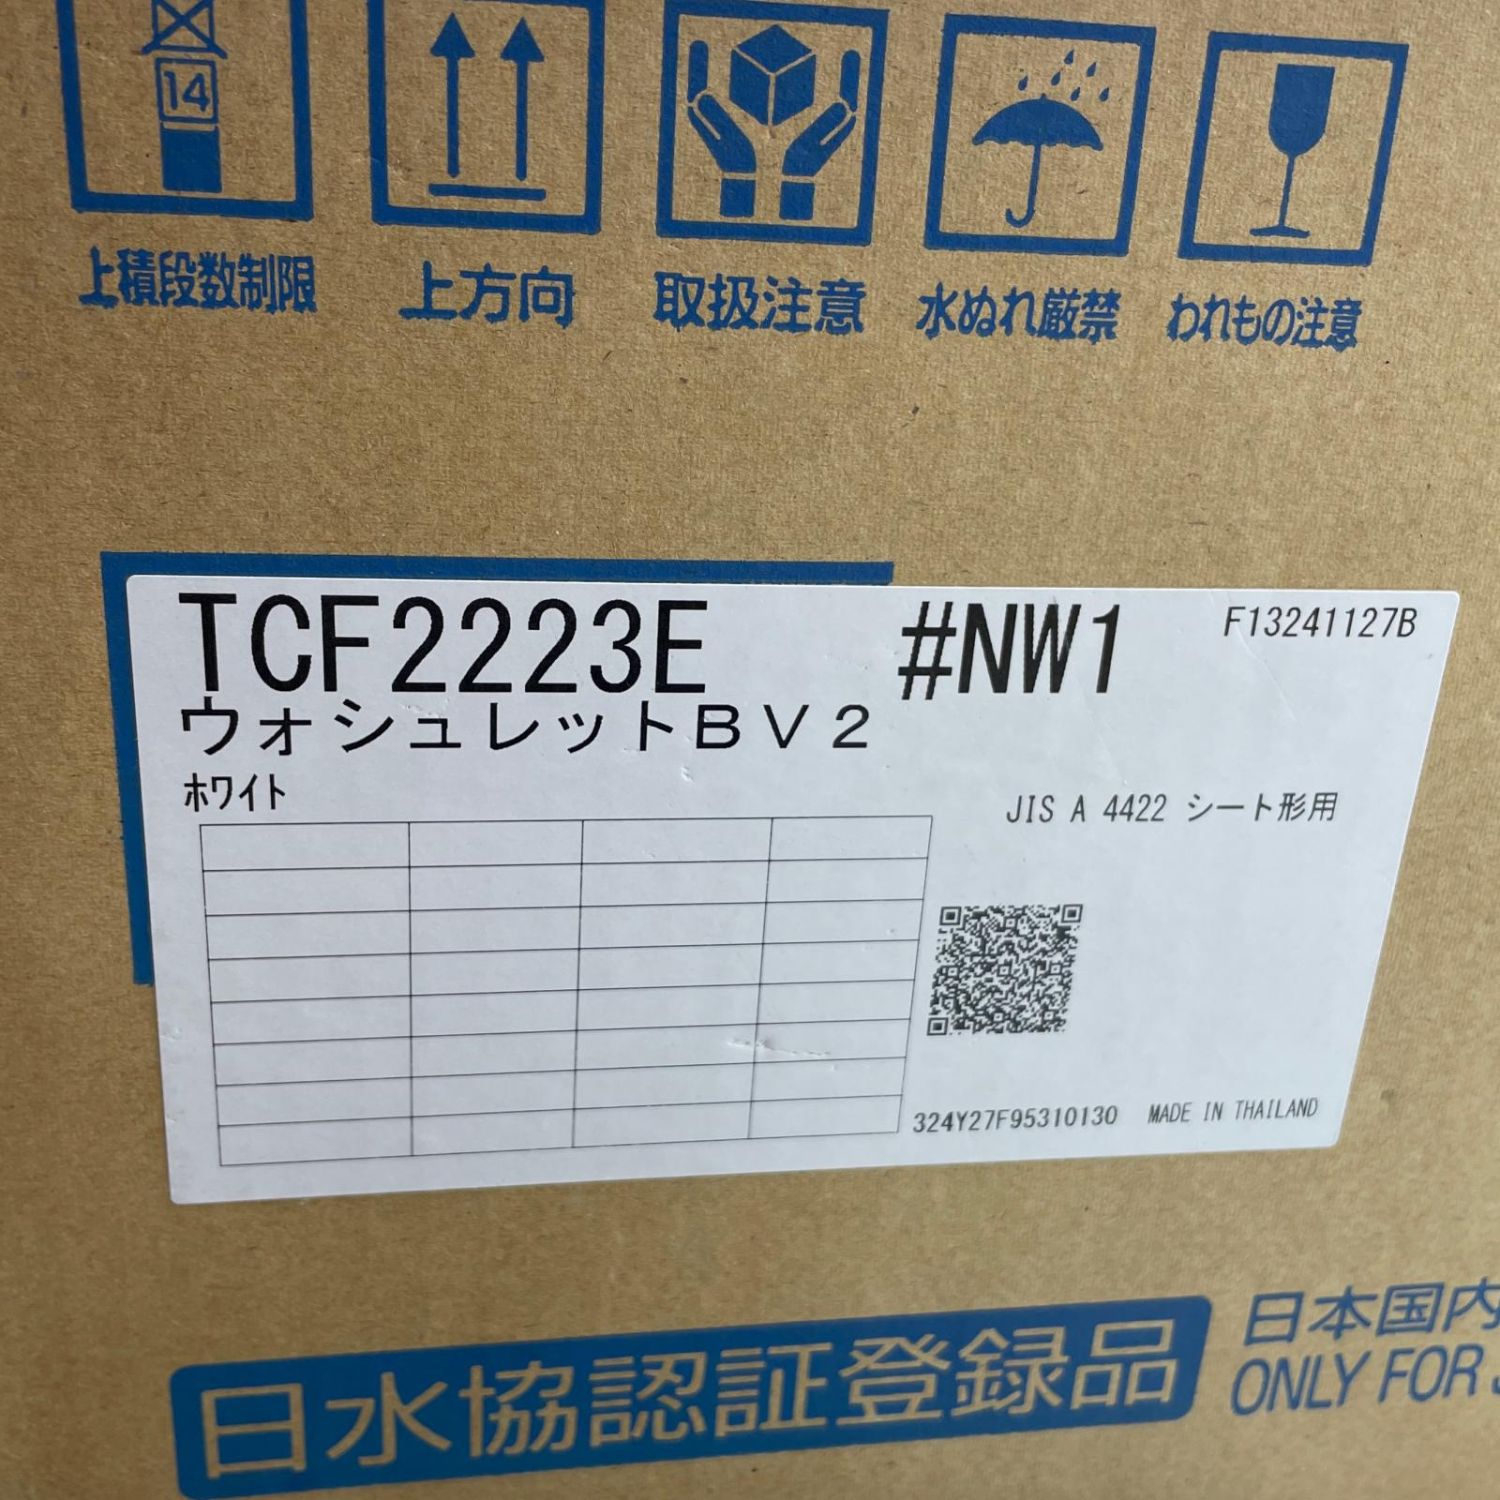 14
上積段数制限
上方向
取扱注意
水ぬれ厳禁
われもの注意
TCF2223E #NW1 F13241127B
ウォシュレットＢＶ２
ホワイト
JIS A 4422 シート形用
324Y27F95310130 MADE IN THAILAND
日水協認証登録品
日本国内
ONLY FOR